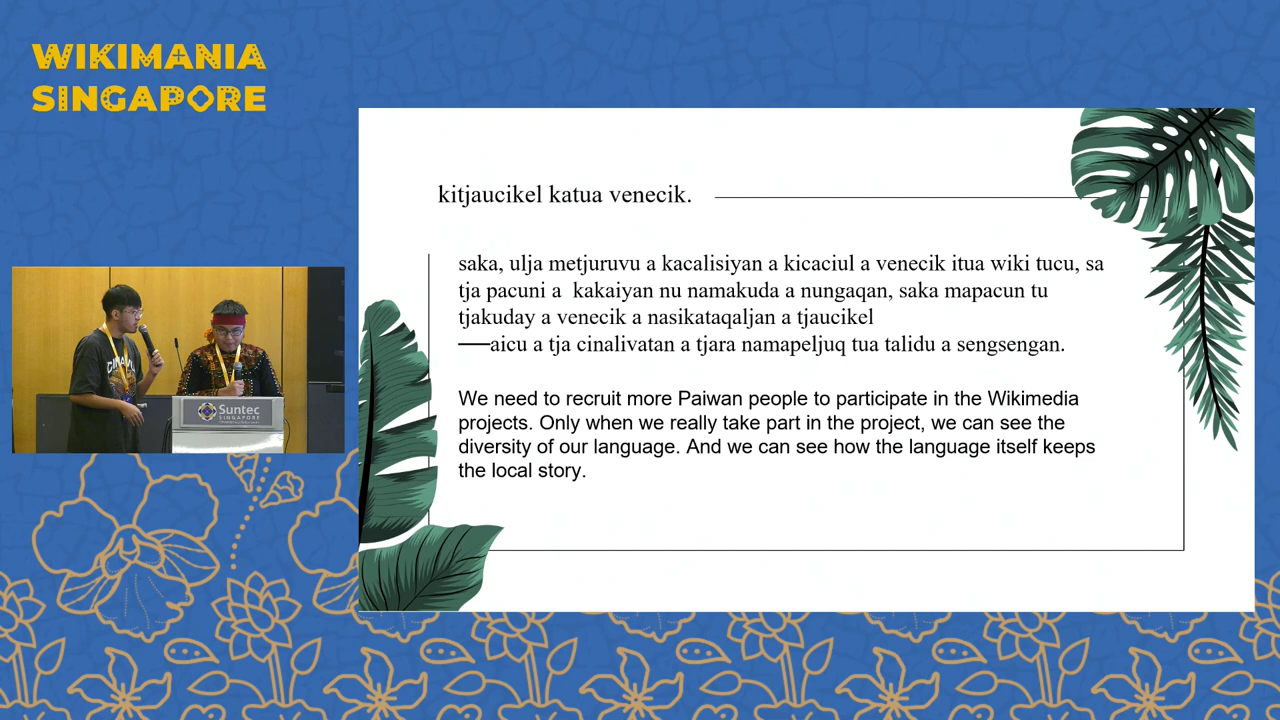 WIKIMANIA
SINGAPORE
kitjaucikel katua venecik.
saka, ulja metjuruvu a kacalisiyan a kicaciul a venecik itua wiki tucu, sa
tja pacuni a kakaiyan nu namakuda a nungaqan, saka mapacun tu
tjakuday a venecik a nasikataqaljan a tjaucikel
──aicu a tja cinalivatan a tjara namapeljuq tua talidu a sengsengan.
We need to recruit more Paiwan people to participate in the Wikimedia
projects. Only when we really take part in the project, we can see the
diversity of our language. And we can see how the language itself keeps
the local story.
Suntec
SINGAPORE